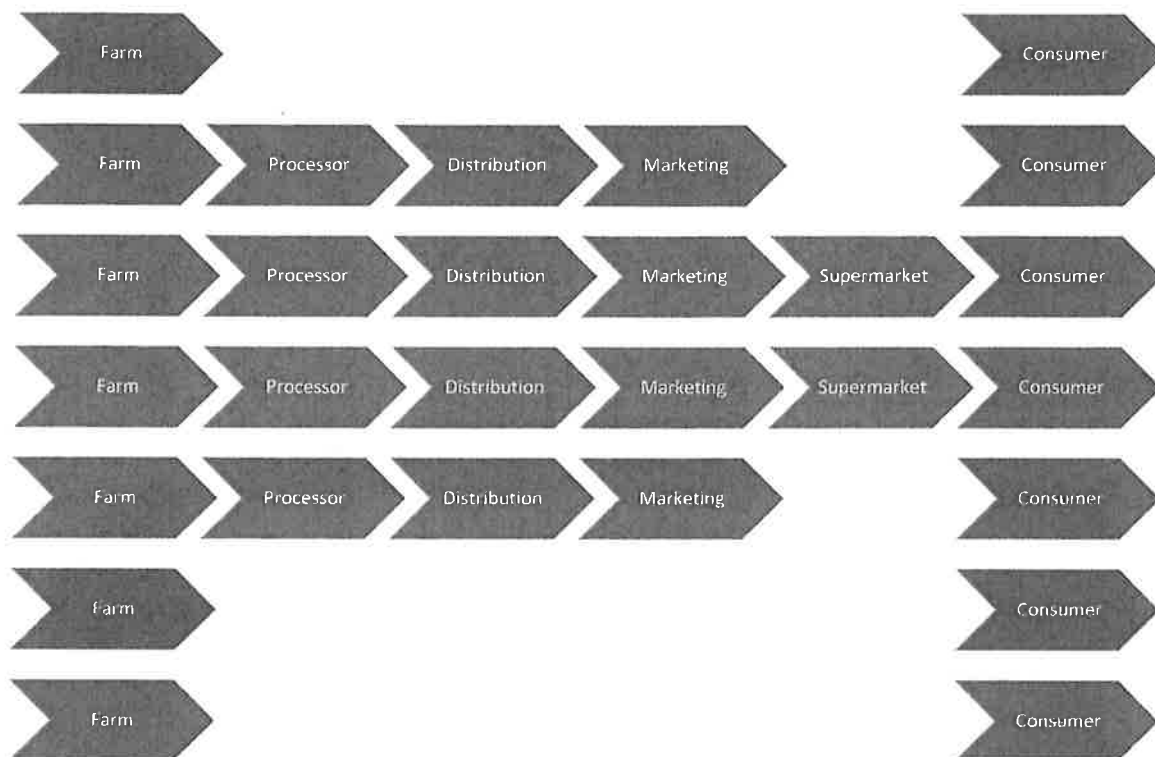 Farm Consumer
Farm Processor Distribution Marketing Consumer
Farm Processor Distribution Marketing Supermarket Consumer
Farm Processor Distribution Marketing Supermarket Consumer
Farm Processor Distribution Marketing Consumer
Farm Consumer
Farm Consumer